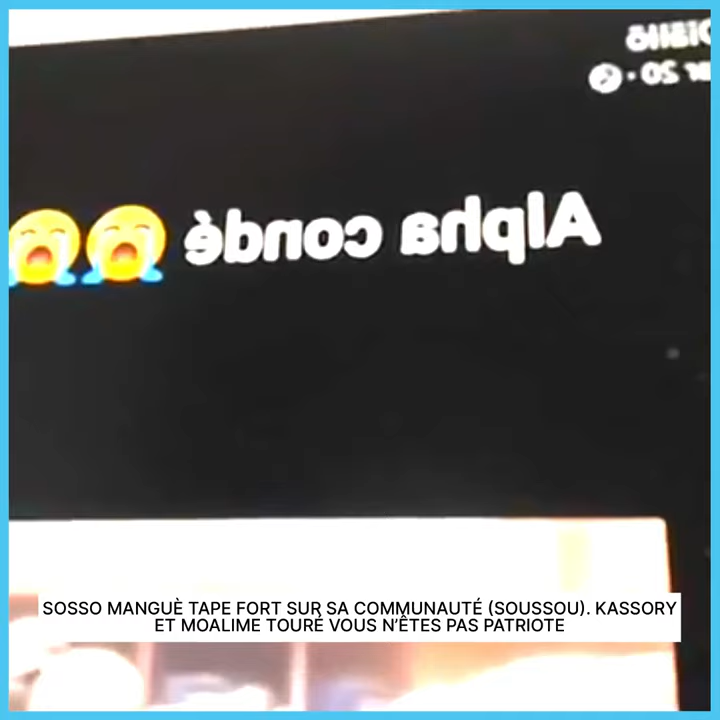 Alpha condé 😭😭
SOSSO MANGUÈ TAPE FORT SUR SA COMMUNAUTÉ (SOUSSOU). KASSORY
ET MOALIME TOURÉ VOUS N'ÊTES PAS PATRIOTE